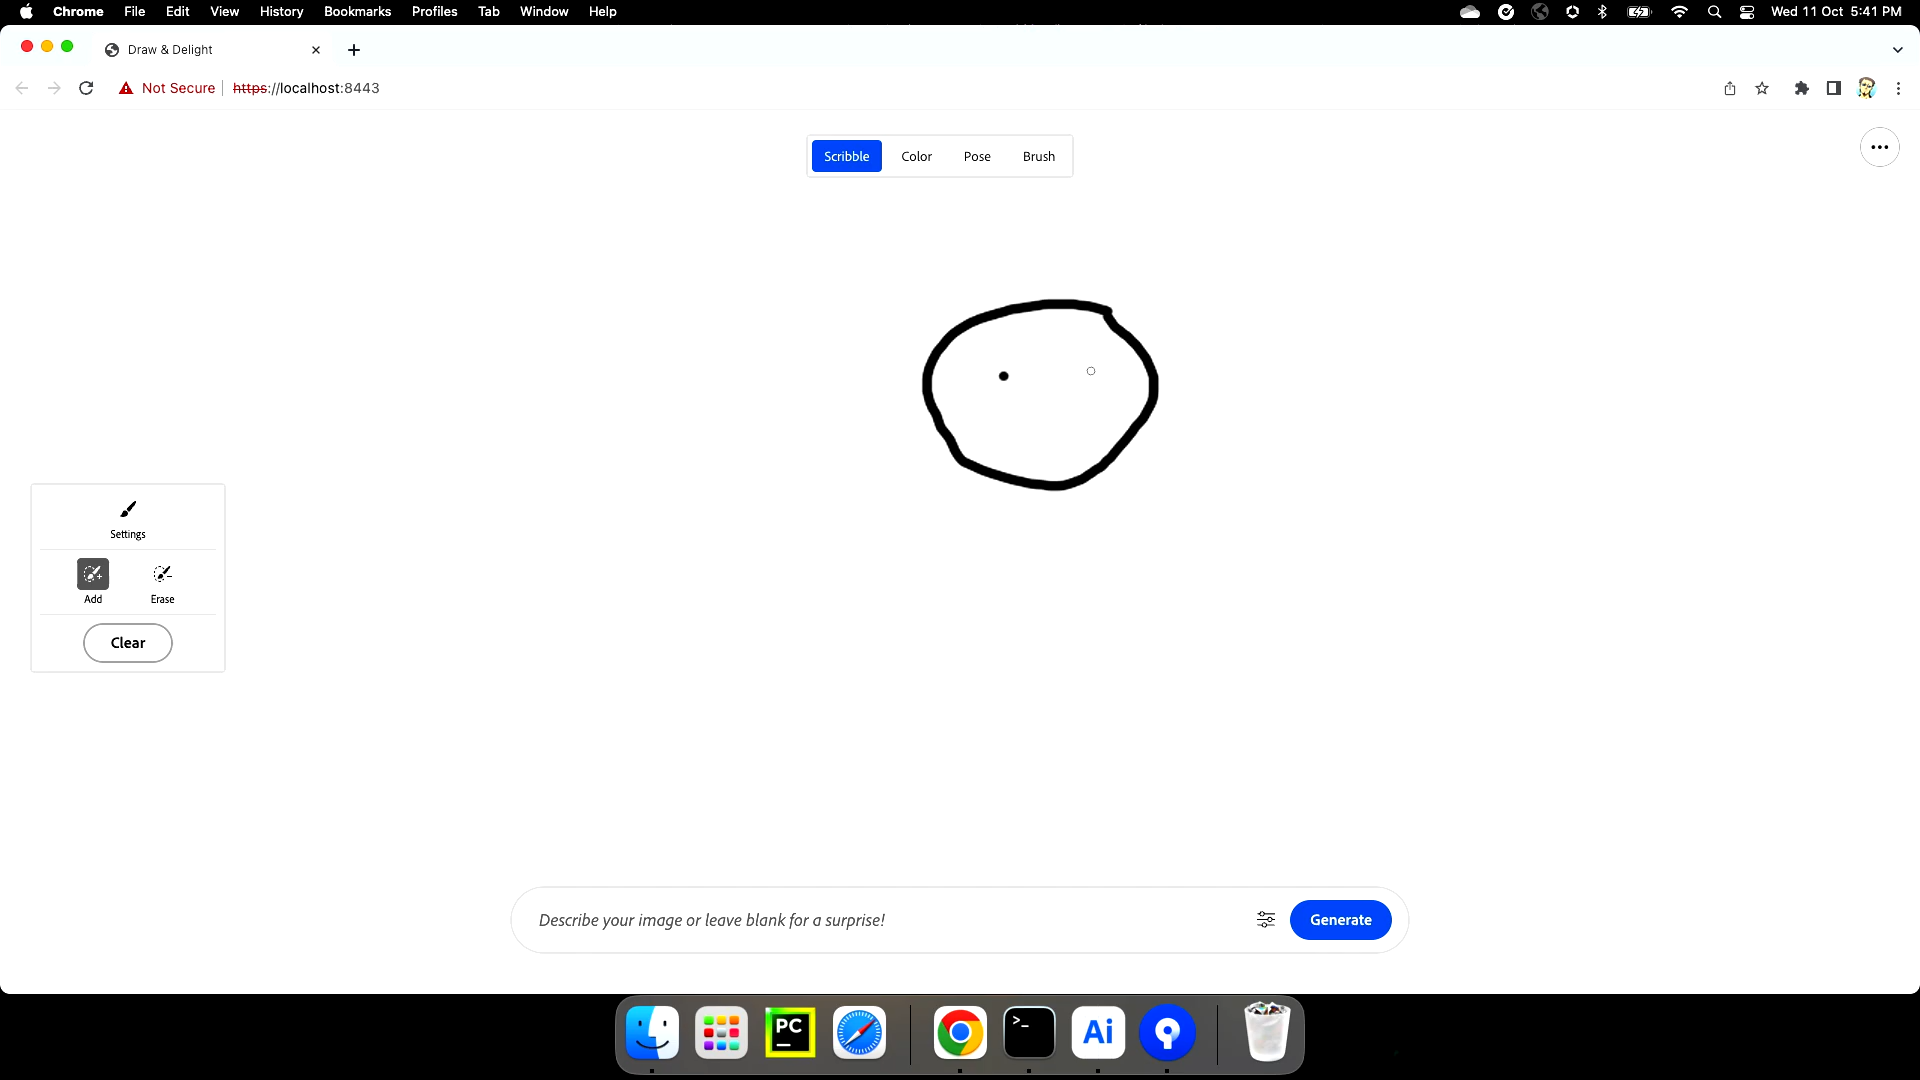 Chrome File Edit View History Bookmarks Profiles Tab Window Help Wed 11 Oct 5:41 PM
Draw & Delight
Not Secure https://localhost:8443
Scribble Color Pose Brush
Settings
Add Erase
Clear
Describe your image or leave blank for a surprise! Generate
PC >_ Ai